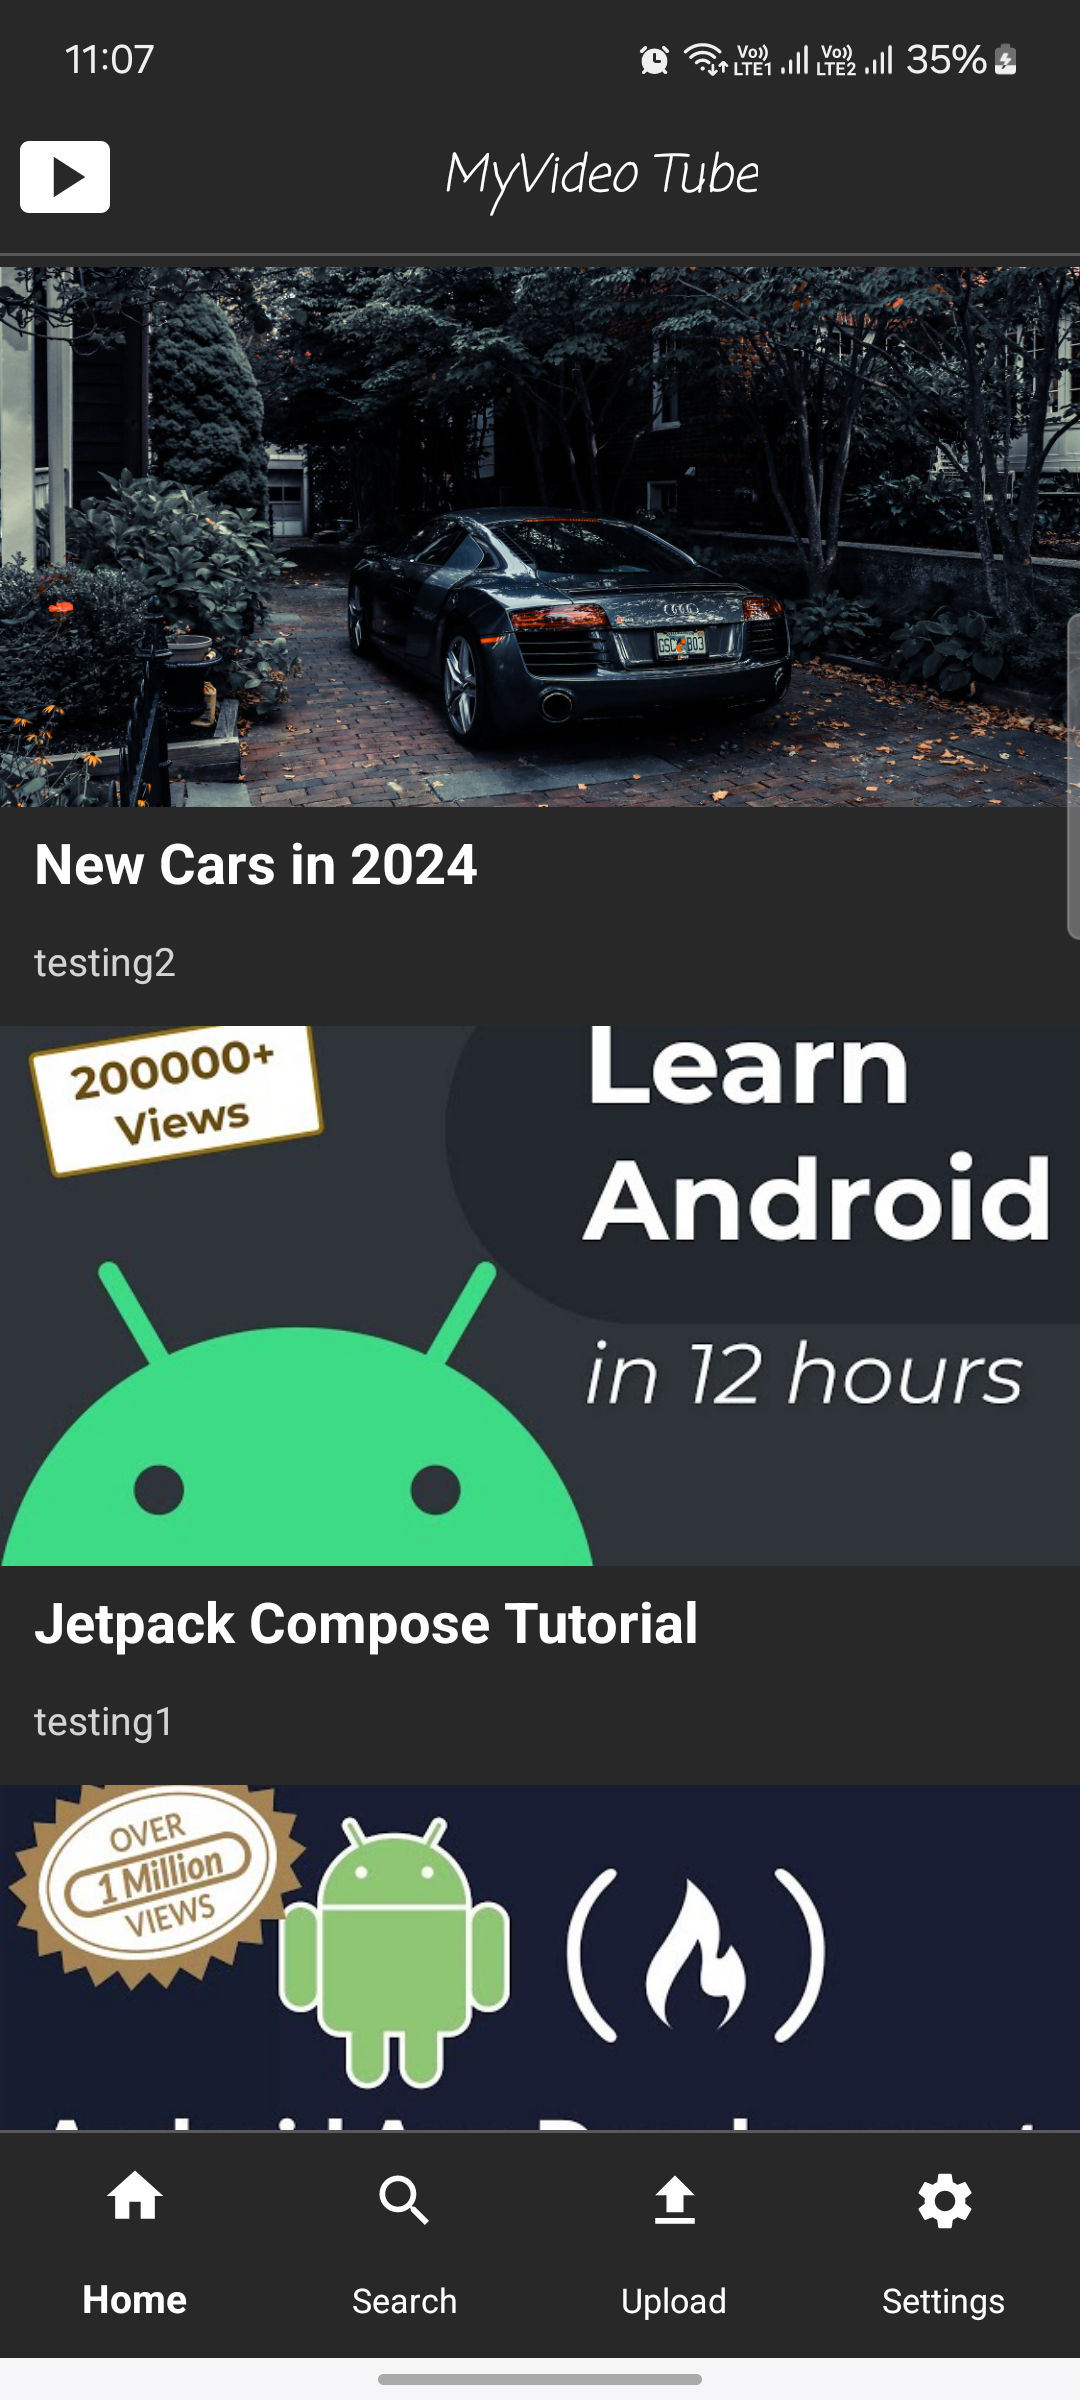 11:07
Vo)) LTE1 Vo)) LTE2 35%
MyVideo Tube
GSC B03
New Cars in 2024
testing2
200000+
Views
Learn
Android
in 12 hours
Jetpack Compose Tutorial
testing1
OVER
1 Million
VIEWS
Home Search Upload Settings